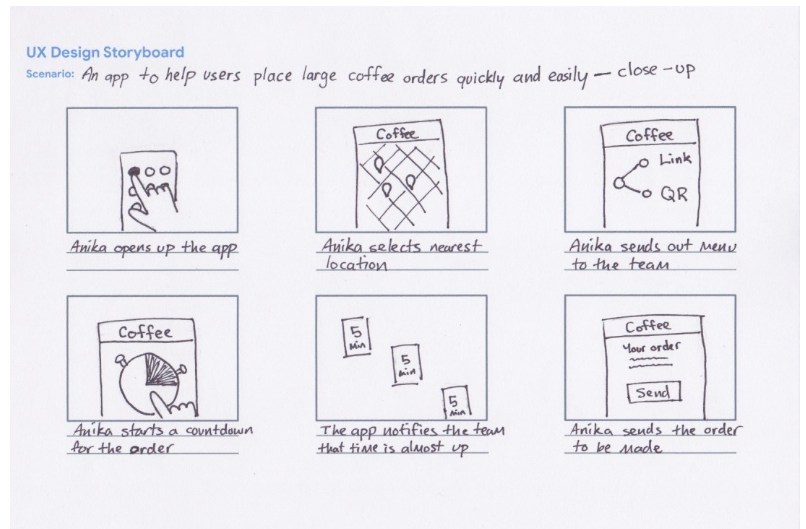 UX Design Storyboard
Scenario: An app to help users place large coffee orders quickly and easily — close-up
Coffee
Coffee
Link
QR
Anika opens up the app
Anika selects nearest
location
Anika sends out menu
to the team
Coffee
5
Min
5
Min
5
Min
Coffee
Your order
Send
Anika starts a countdown
for the order
The app notifies the team
that time is almost up
Anika sends the order
to be made